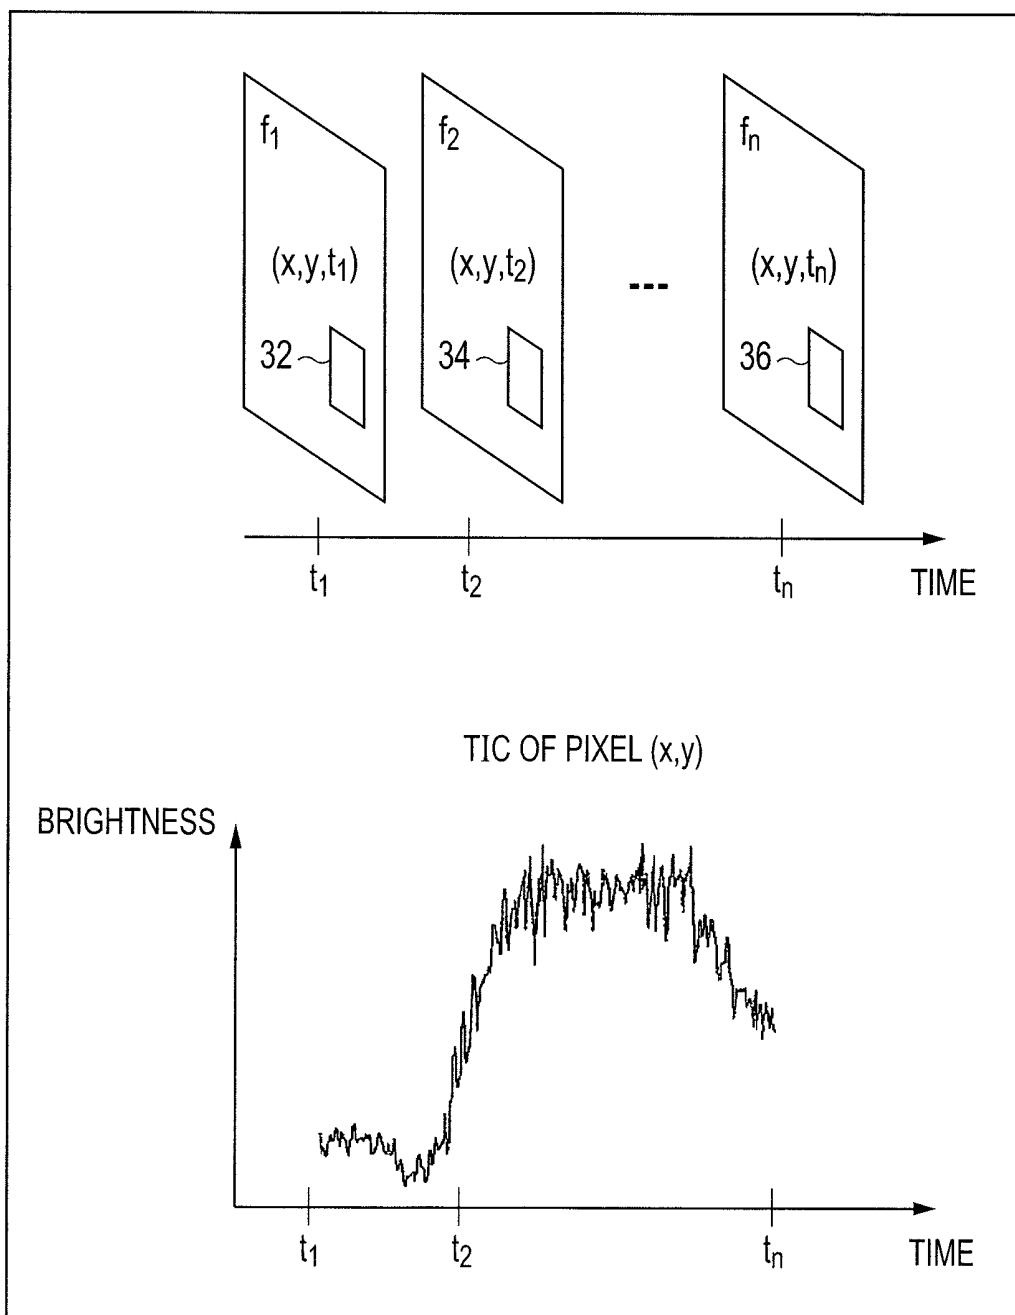 f1 f2 fn
(x,y,t1) (x,y,t2) --- (x,y,tn)
32 34 36
t1 t2 tn TIME
TIC OF PIXEL (x,y)
BRIGHTNESS
t1 t2 tn TIME